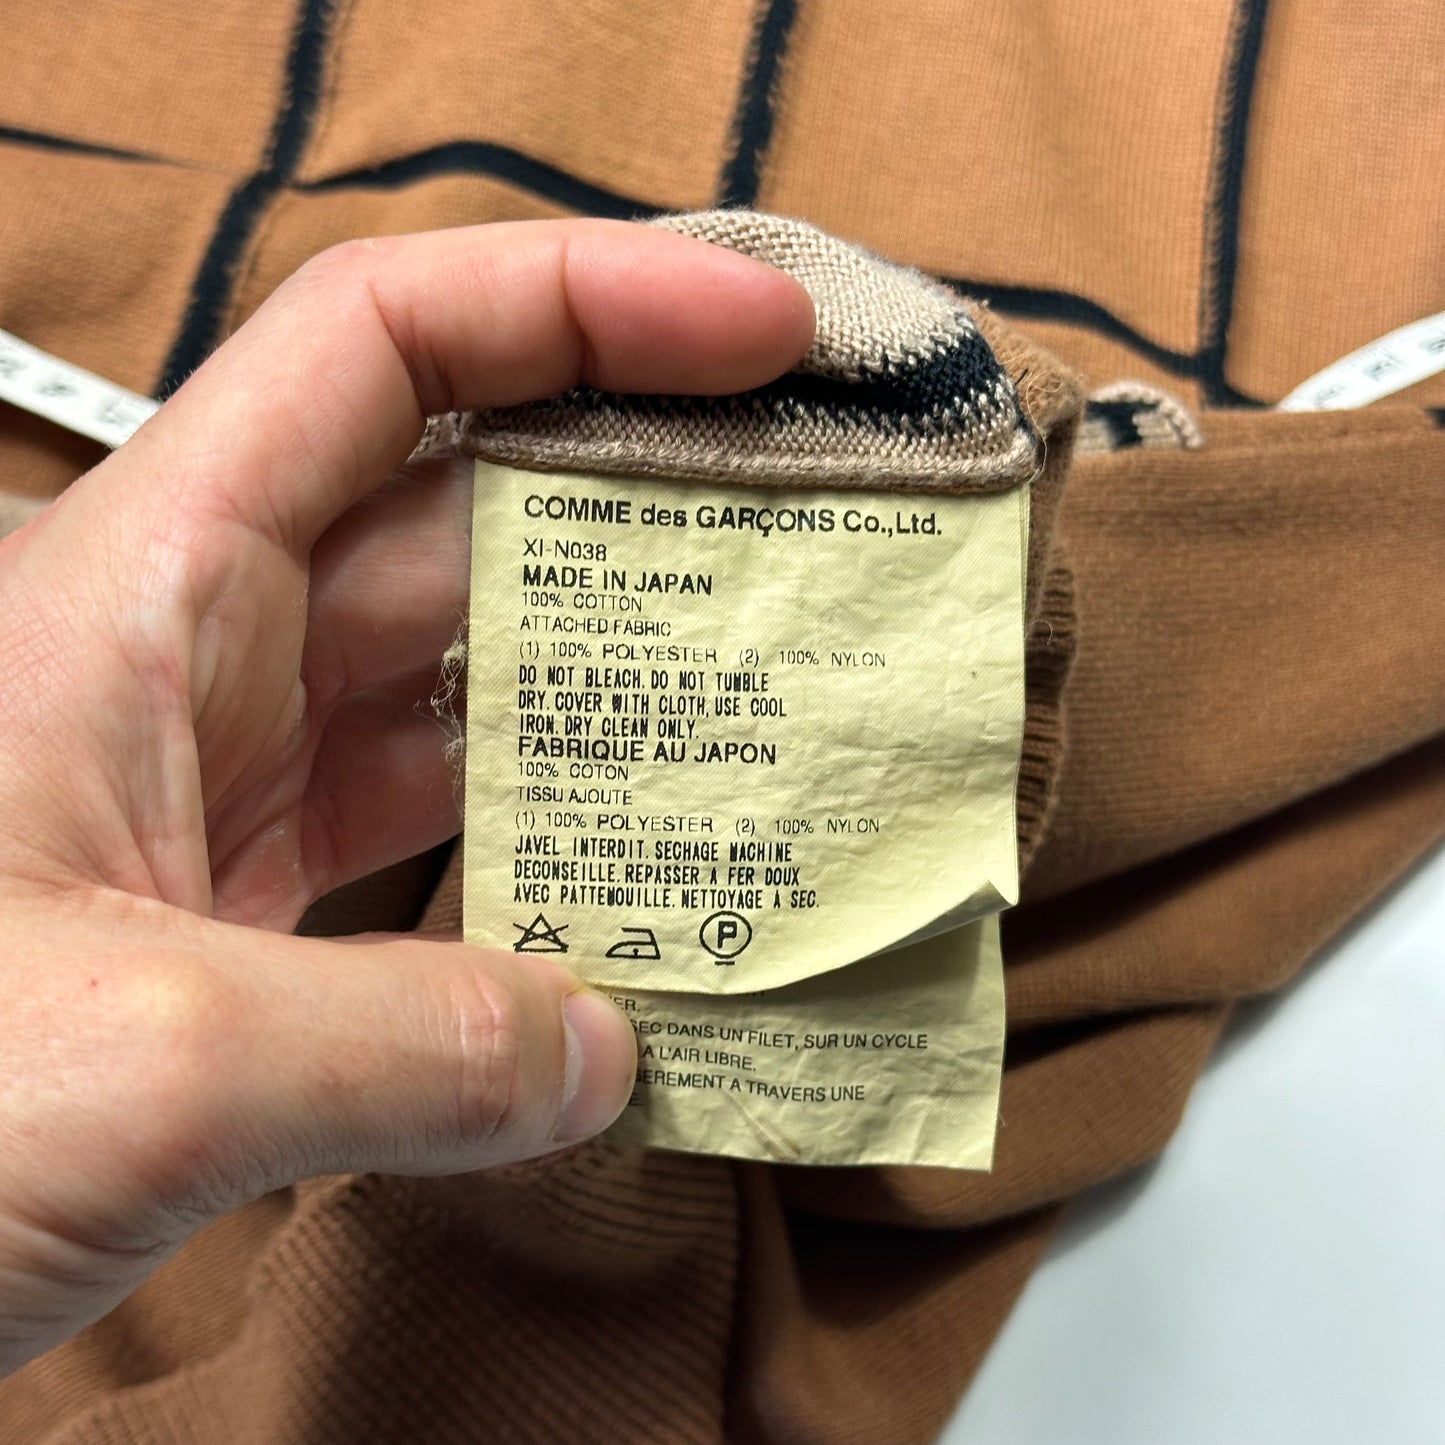 COMME des GARÇONS Co.,Ltd.
XI-N038
MADE IN JAPAN
100% COTTON
ATTACHED FABRIC
(1) 100% POLYESTER (2) 100% NYLON
DO NOT BLEACH. DO NOT TUMBLE
DRY. COVER WITH CLOTH, USE COOL
IRON. DRY CLEAN ONLY.
FABRIQUE AU JAPON
100% COTON
TISSU AJOUTE
(1) 100% POLYESTER (2) 100% NYLON
JAVEL INTERDIT. SECHAGE MACHINE
DECONSEILLE. REPASSER A FER DOUX
AVEC PATTEMOUILLE. NETTOYAGE A SEC.
P
ER.
SEC DANS UN FILET, SUR UN CYCLE
A L'AIR LIBRE.
GEREMENT A TRAVERS UNE
E.